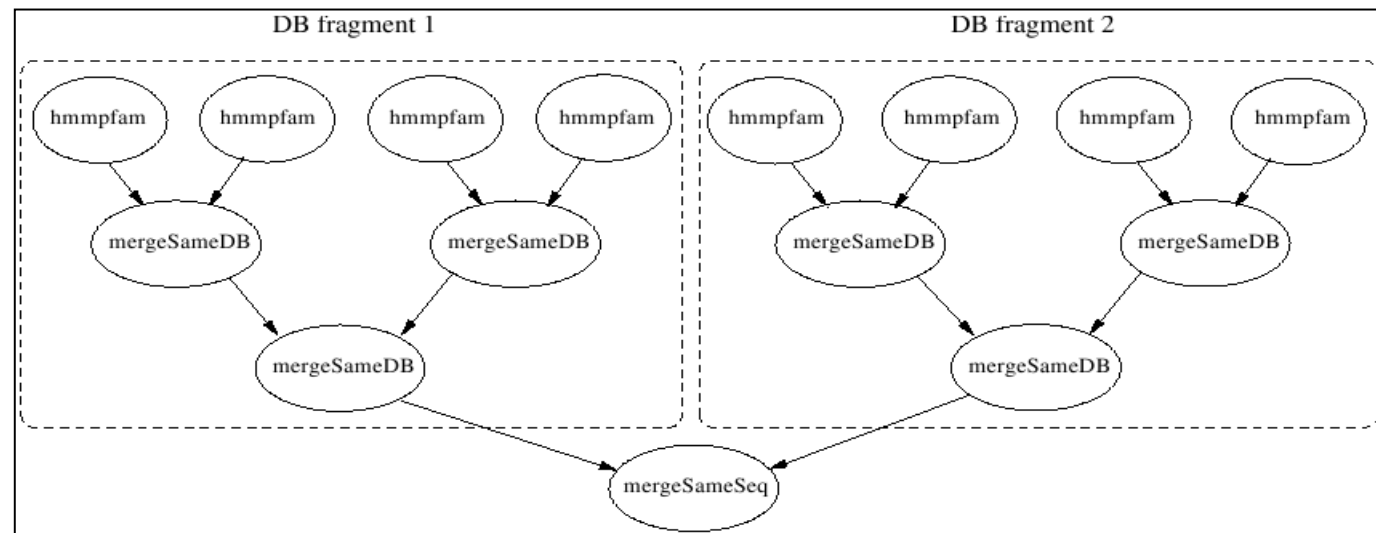 DB fragment 1
DB fragment 2
hmmpfam
hmmpfam
hmmpfam
hmmpfam
hmmpfam
hmmpfam
hmmpfam
hmmpfam
mergeSameDB
mergeSameDB
mergeSameDB
mergeSameDB
mergeSameDB
mergeSameDB
mergeSameSeq